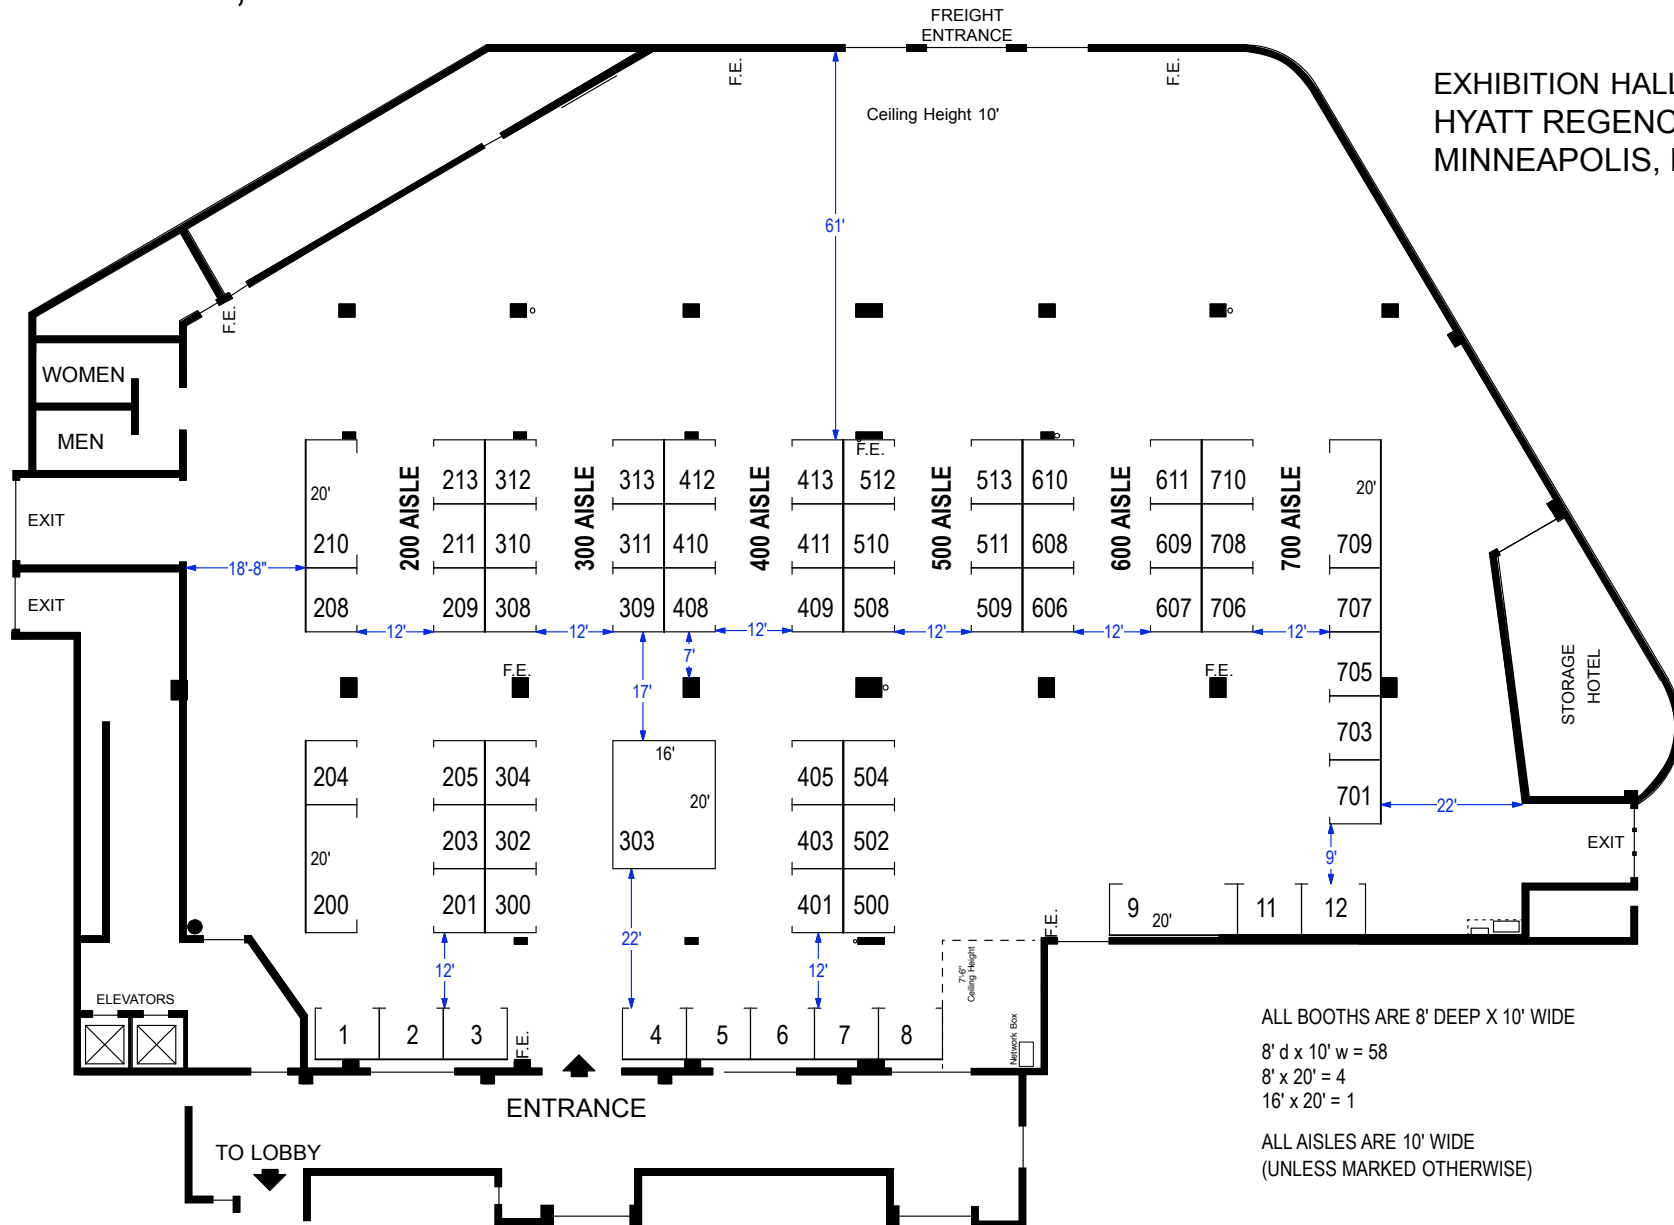 FREIGHT
ENTRANCE
F.E.
F.E.
Ceiling Height 10'
EXHIBITION HALL
HYATT REGENC
MINNEAPOLIS,
61'
F.E.
WOMEN
MEN
EXIT
EXIT
18'-8"
20'
210
208
200 AISLE
213 312
211 310
209 308
300 AISLE
313 412
311 410
309 408
400 AISLE
F.E.
413 512
411 510
409 508
500 AISLE
513 610
511 608
509 606
600 AISLE
611 710
609 708
607 706
700 AISLE
20'
709
707
705
703
701
12'
12'
12'
12'
12'
12'
17'
7'
F.E.
F.E.
STORAGE
HOTEL
204
20'
200
205 304
203 302
201 300
16'
20'
303
405 504
403 502
401 500
22'
9'
EXIT
9 20' 11 12
F.E.
12'
22'
12'
7'-6"
Ceiling Height
Network Box
ELEVATORS
1 2 3
F.E.
4 5 6 7 8
ENTRANCE
TO LOBBY
ALL BOOTHS ARE 8' DEEP X 10' WIDE
8' d x 10' w = 58
8' x 20' = 4
16' x 20' = 1
ALL AISLES ARE 10' WIDE
(UNLESS MARKED OTHERWISE)